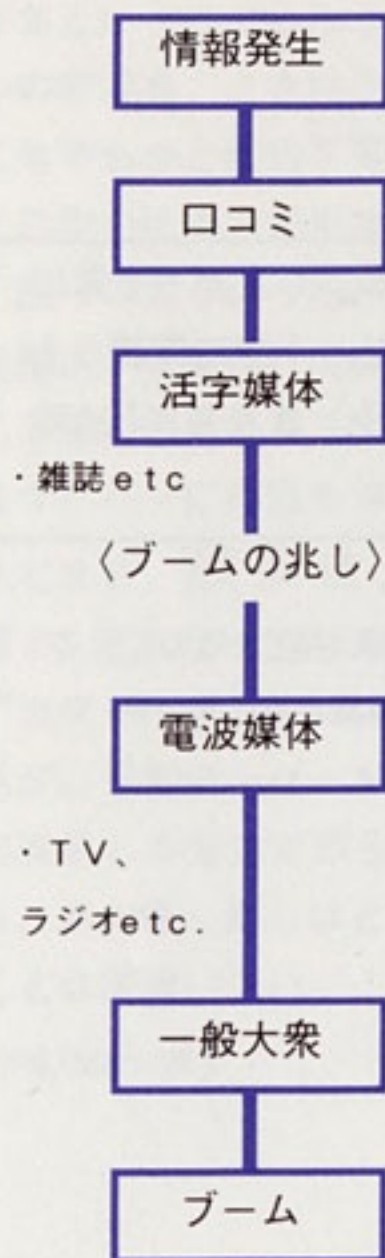 情報発生
口コミ
活字媒体
・雑誌etc
〈ブームの兆し〉
電波媒体
・TV、
ラジオetc.
一般大衆
ブーム